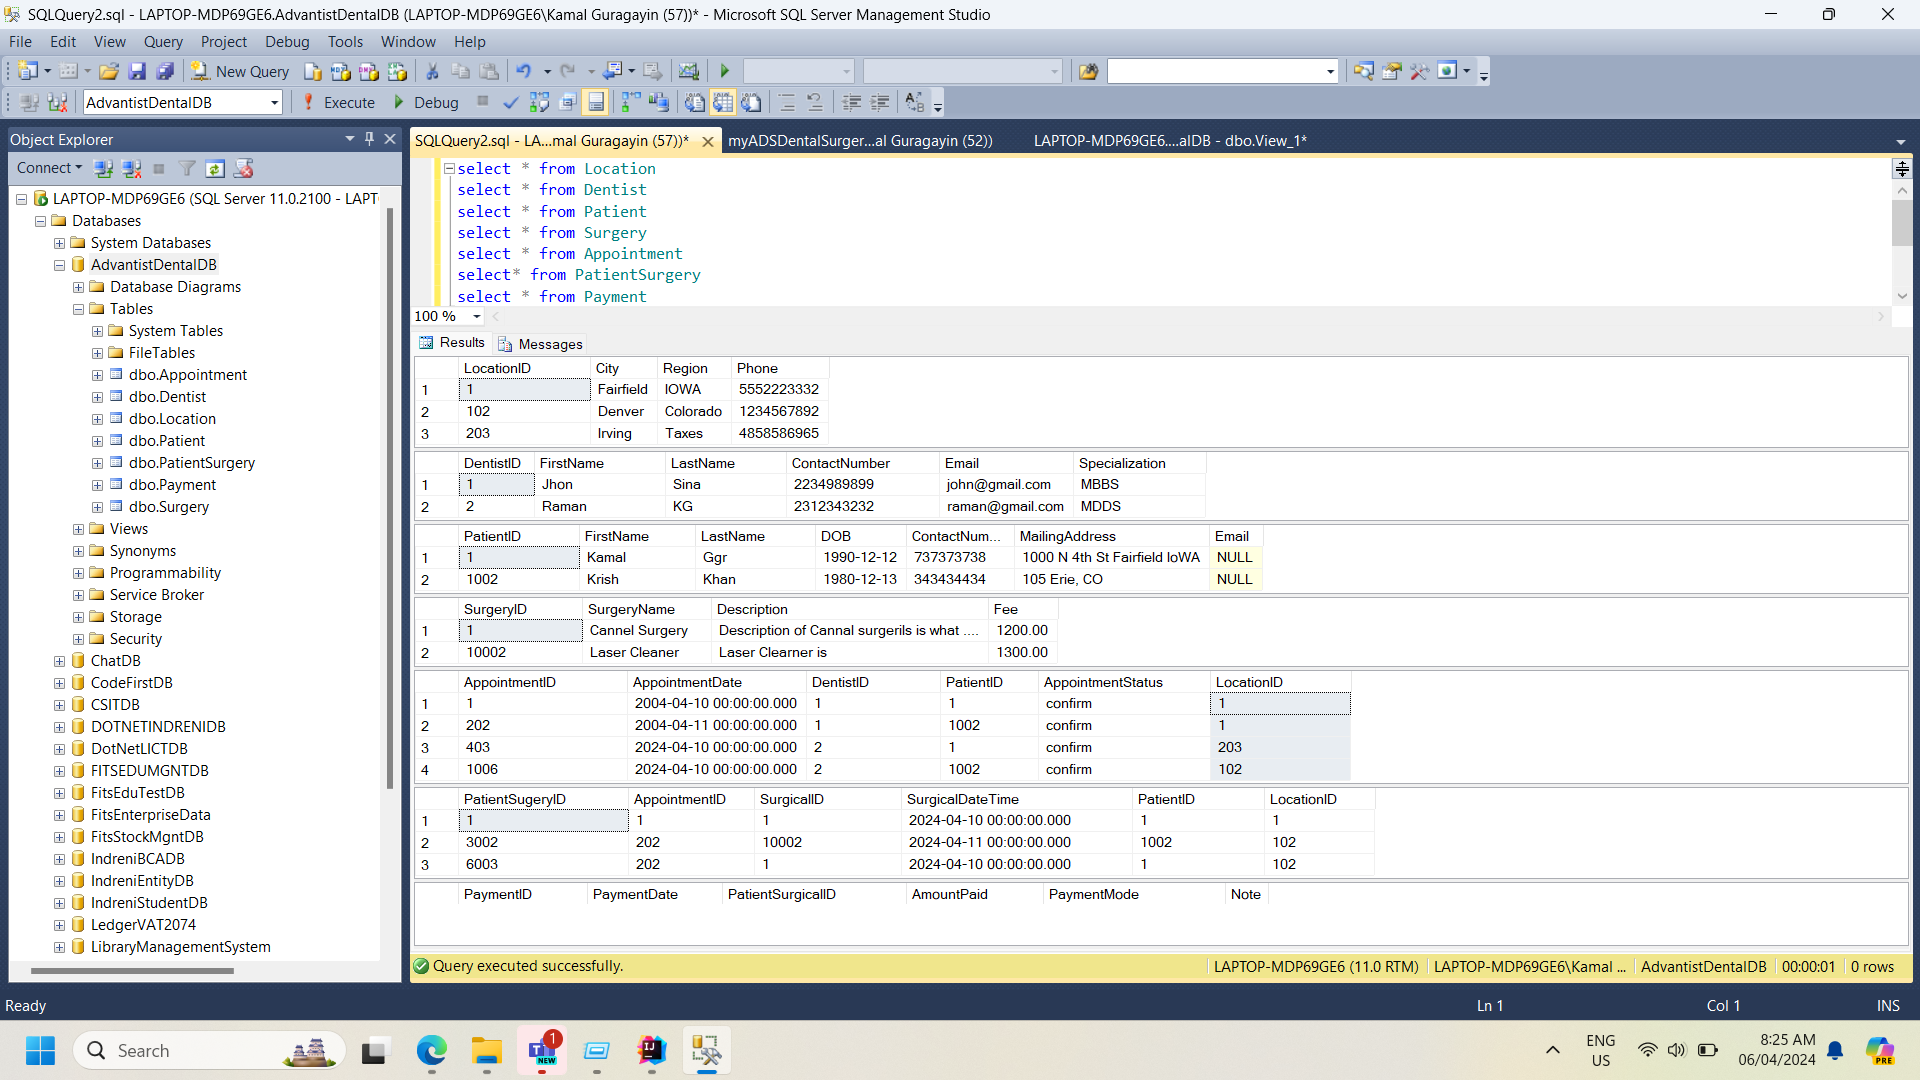 SQLQuery2.sql - LAPTOP-MDP69GE6.AdvantistDentalDB (LAPTOP-MDP69GE6\Kamal Guragayin (57))* - Microsoft SQL Server Management Studio
File Edit View Query Project Debug Tools Window Help
New Query
AdvantistDentalDB Execute Debug
Object Explorer
Connect
LAPTOP-MDP69GE6 (SQL Server 11.0.2100 - LAPT
Databases
System Databases
AdvantistDentalDB
Database Diagrams
Tables
System Tables
FileTables
dbo.Appointment
dbo.Dentist
dbo.Location
dbo.Patient
dbo.PatientSurgery
dbo.Payment
dbo.Surgery
Views
Synonyms
Programmability
Service Broker
Storage
Security
ChatDB
CodeFirstDB
CSITDB
DOTNETINDRENIDB
DotNetLICTDB
FITSEDUMGNTDB
FitsEduTestDB
FitsEnterpriseData
FitsStockMgntDB
IndreniBCADB
IndreniEntityDB
IndreniStudentDB
LedgerVAT2074
LibraryManagementSystem
SQLQuery2.sql - LA...mal Guragayin (57))* myADSDentalSurger...al Guragayin (52)) LAPTOP-MDP69GE6....alDB - dbo.View_1*
select * from Location
select * from Dentist
select * from Patient
select * from Surgery
select * from Appointment
select* from PatientSurgery
select * from Payment
100 %
Results Messages
LocationID City Region Phone
1 1 Fairfield IOWA 5552223332
2 102 Denver Colorado 1234567892
3 203 Irving Taxes 4858586965
DentistID FirstName LastName ContactNumber Email Specialization
1 1 Jhon Sina 2234989899 john@gmail.com MBBS
2 2 Raman KG 2312343232 raman@gmail.com MDDS
PatientID FirstName LastName DOB ContactNum... MailingAddress Email
1 1 Kamal Ggr 1990-12-12 737373738 1000 N 4th St Fairfield IoWA NULL
2 1002 Krish Khan 1980-12-13 343434434 105 Erie, CO NULL
SurgeryID SurgeryName Description Fee
1 1 Cannel Surgery Description of Cannal surgerils is what .... 1200.00
2 10002 Laser Cleaner Laser Clearner is 1300.00
AppointmentID AppointmentDate DentistID PatientID AppointmentStatus LocationID
1 1 2004-04-10 00:00:00.000 1 1 confirm 1
2 202 2004-04-11 00:00:00.000 1 1002 confirm 1
3 403 2024-04-10 00:00:00.000 2 1 confirm 203
4 1006 2024-04-10 00:00:00.000 2 1002 confirm 102
PatientSugeryID AppointmentID SurgicalID SurgicalDateTime PatientID LocationID
1 1 1 1 2024-04-10 00:00:00.000 1 1
2 3002 202 10002 2024-04-11 00:00:00.000 1002 102
3 6003 202 1 2024-04-10 00:00:00.000 1 102
PaymentID PaymentDate PatientSurgicalID AmountPaid PaymentMode Note
Query executed successfully. LAPTOP-MDP69GE6 (11.0 RTM) LAPTOP-MDP69GE6\Kamal ... AdvantistDentalDB 00:00:01 0 rows
Ready Ln 1 Col 1 INS
Search 1 NEW ENG US 8:25 AM 06/04/2024 PRE